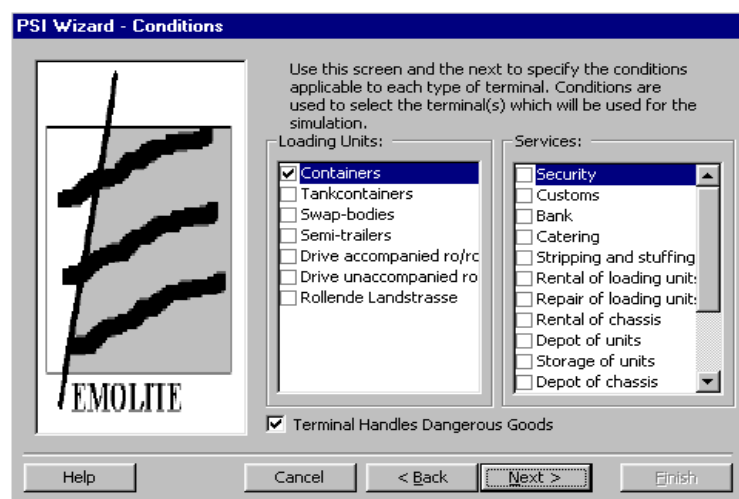 PSI Wizard - Conditions
Use this screen and the next to specify the conditions
applicable to each type of terminal. Conditions are
used to select the terminal(s) which will be used for the
simulation.
Loading Units:
Containers
Tankcontainers
Swap-bodies
Semi-trailers
Drive accompanied ro/rc
Drive unaccompanied ro
Rollende Landstrasse
Services:
Security
Customs
Bank
Catering
Stripping and stuffing
Rental of loading unit
Repair of loading unit
Rental of chassis
Depot of units
Storage of units
Depot of chassis
EMOLITE
Terminal Handles Dangerous Goods
Help
Cancel
< Back
Next >
Finish